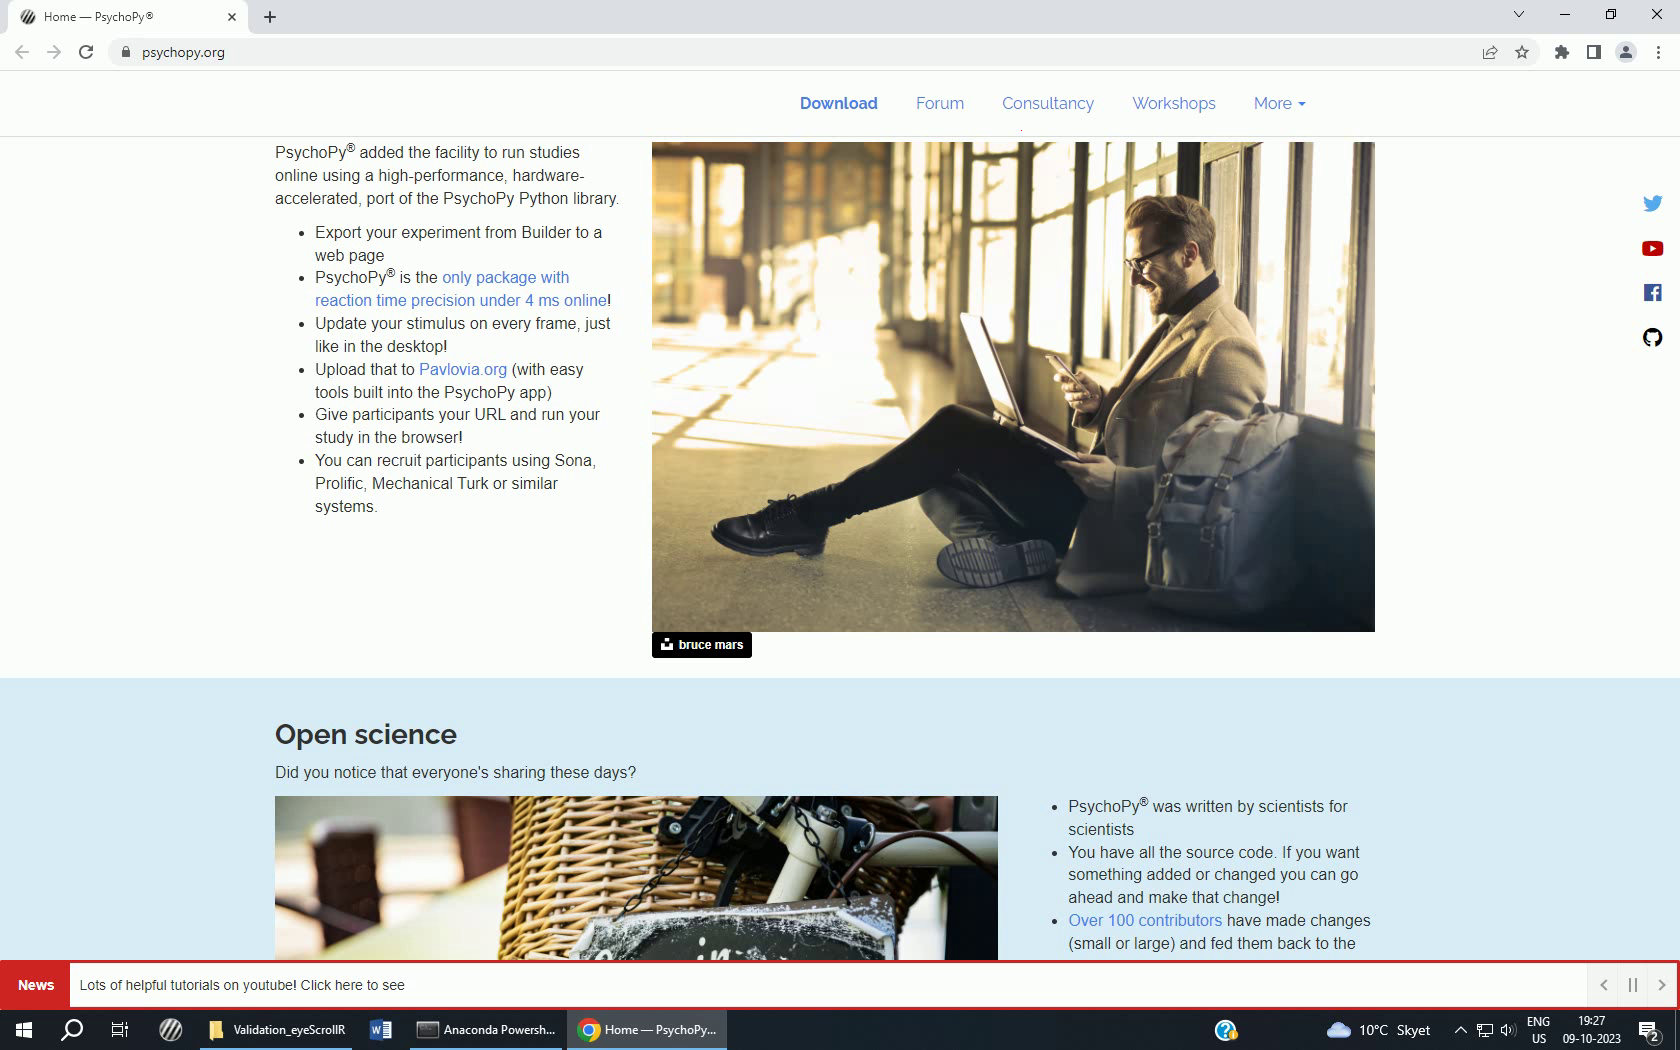 Home — PsychoPy®
psychopy.org
Download
Forum
Consultancy
Workshops
More
PsychoPy® added the facility to run studies
online using a high-performance, hardware-
accelerated, port of the PsychoPy Python library.
Export your experiment from Builder to a
web page
PsychoPy® is the only package with
reaction time precision under 4 ms online!
Update your stimulus on every frame, just
like in the desktop!
Upload that to Pavlovia.org (with easy
tools built into the PsychoPy app)
Give participants your URL and run your
study in the browser!
You can recruit participants using Sona,
Prolific, Mechanical Turk or similar
systems.
bruce mars
Open science
Did you notice that everyone's sharing these days?
PsychoPy® was written by scientists for
scientists
You have all the source code. If you want
something added or changed you can go
ahead and make that change!
Over 100 contributors have made changes
(small or large) and fed them back to the
News
Lots of helpful tutorials on youtube! Click here to see
Validation_eyeScrollR
Anaconda Powersh...
Home — PsychoPy...
10°C Skyet
ENG
US
19:27
09-10-2023
2